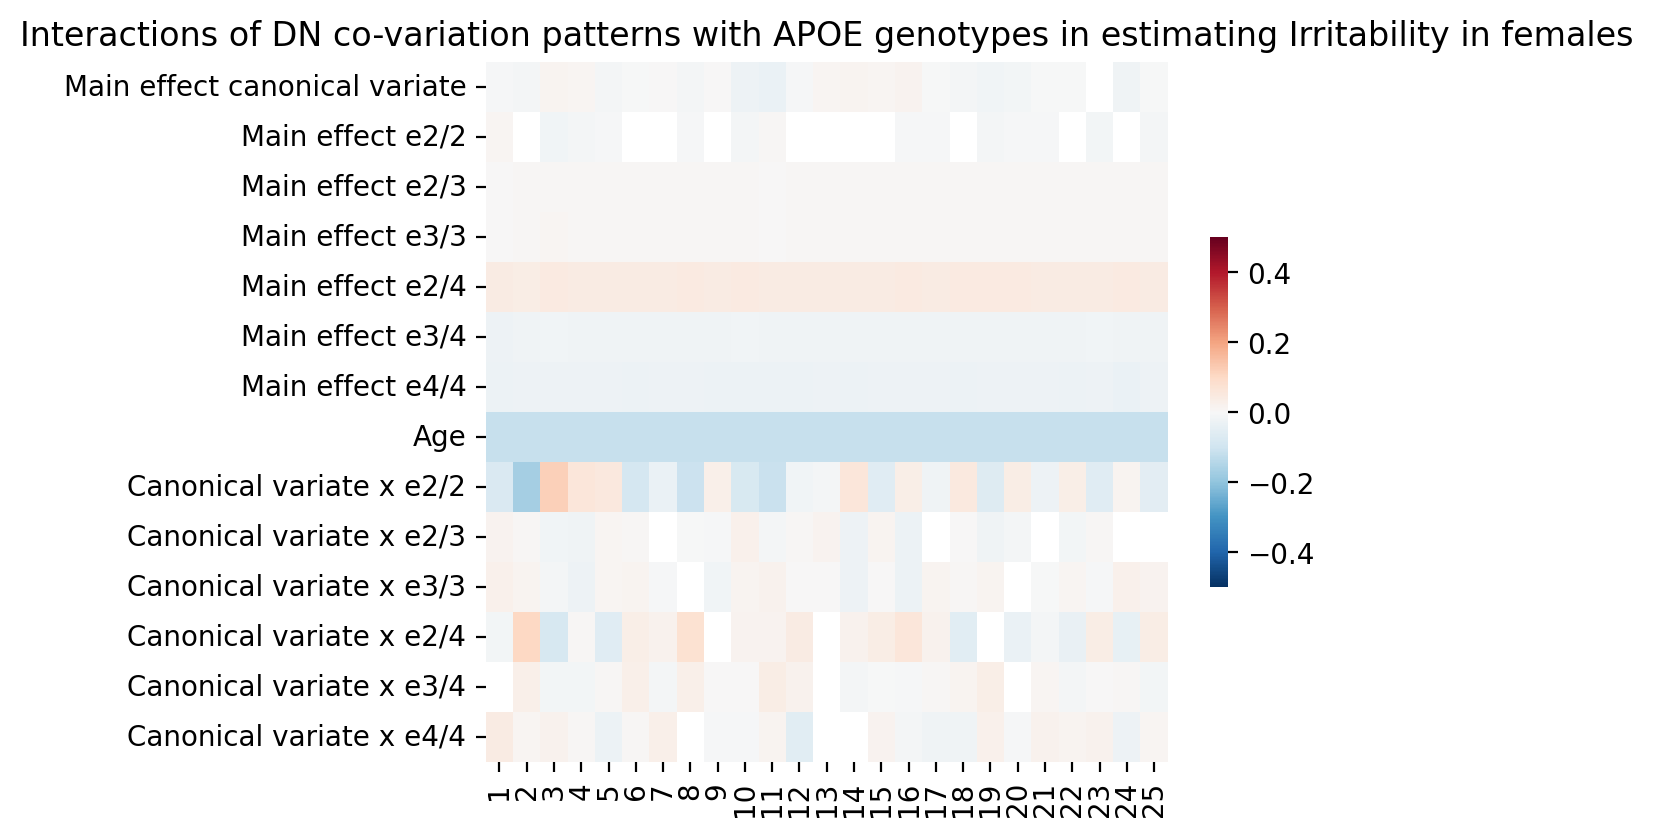 Interactions of DN co-variation patterns with APOE genotypes in estimating Irritability in females
Main effect canonical variate
Main effect e2/2
Main effect e2/3
Main effect e3/3
Main effect e2/4
Main effect e3/4
Main effect e4/4
Age
Canonical variate x e2/2
Canonical variate x e2/3
Canonical variate x e3/3
Canonical variate x e2/4
Canonical variate x e3/4
Canonical variate x e4/4
1 2 3 4 5 6 7 8 9 10 11 12 13 14 15 16 17 18 19 20 21 22 23 24 25
0.4
0.2
0.0
−0.2
−0.4